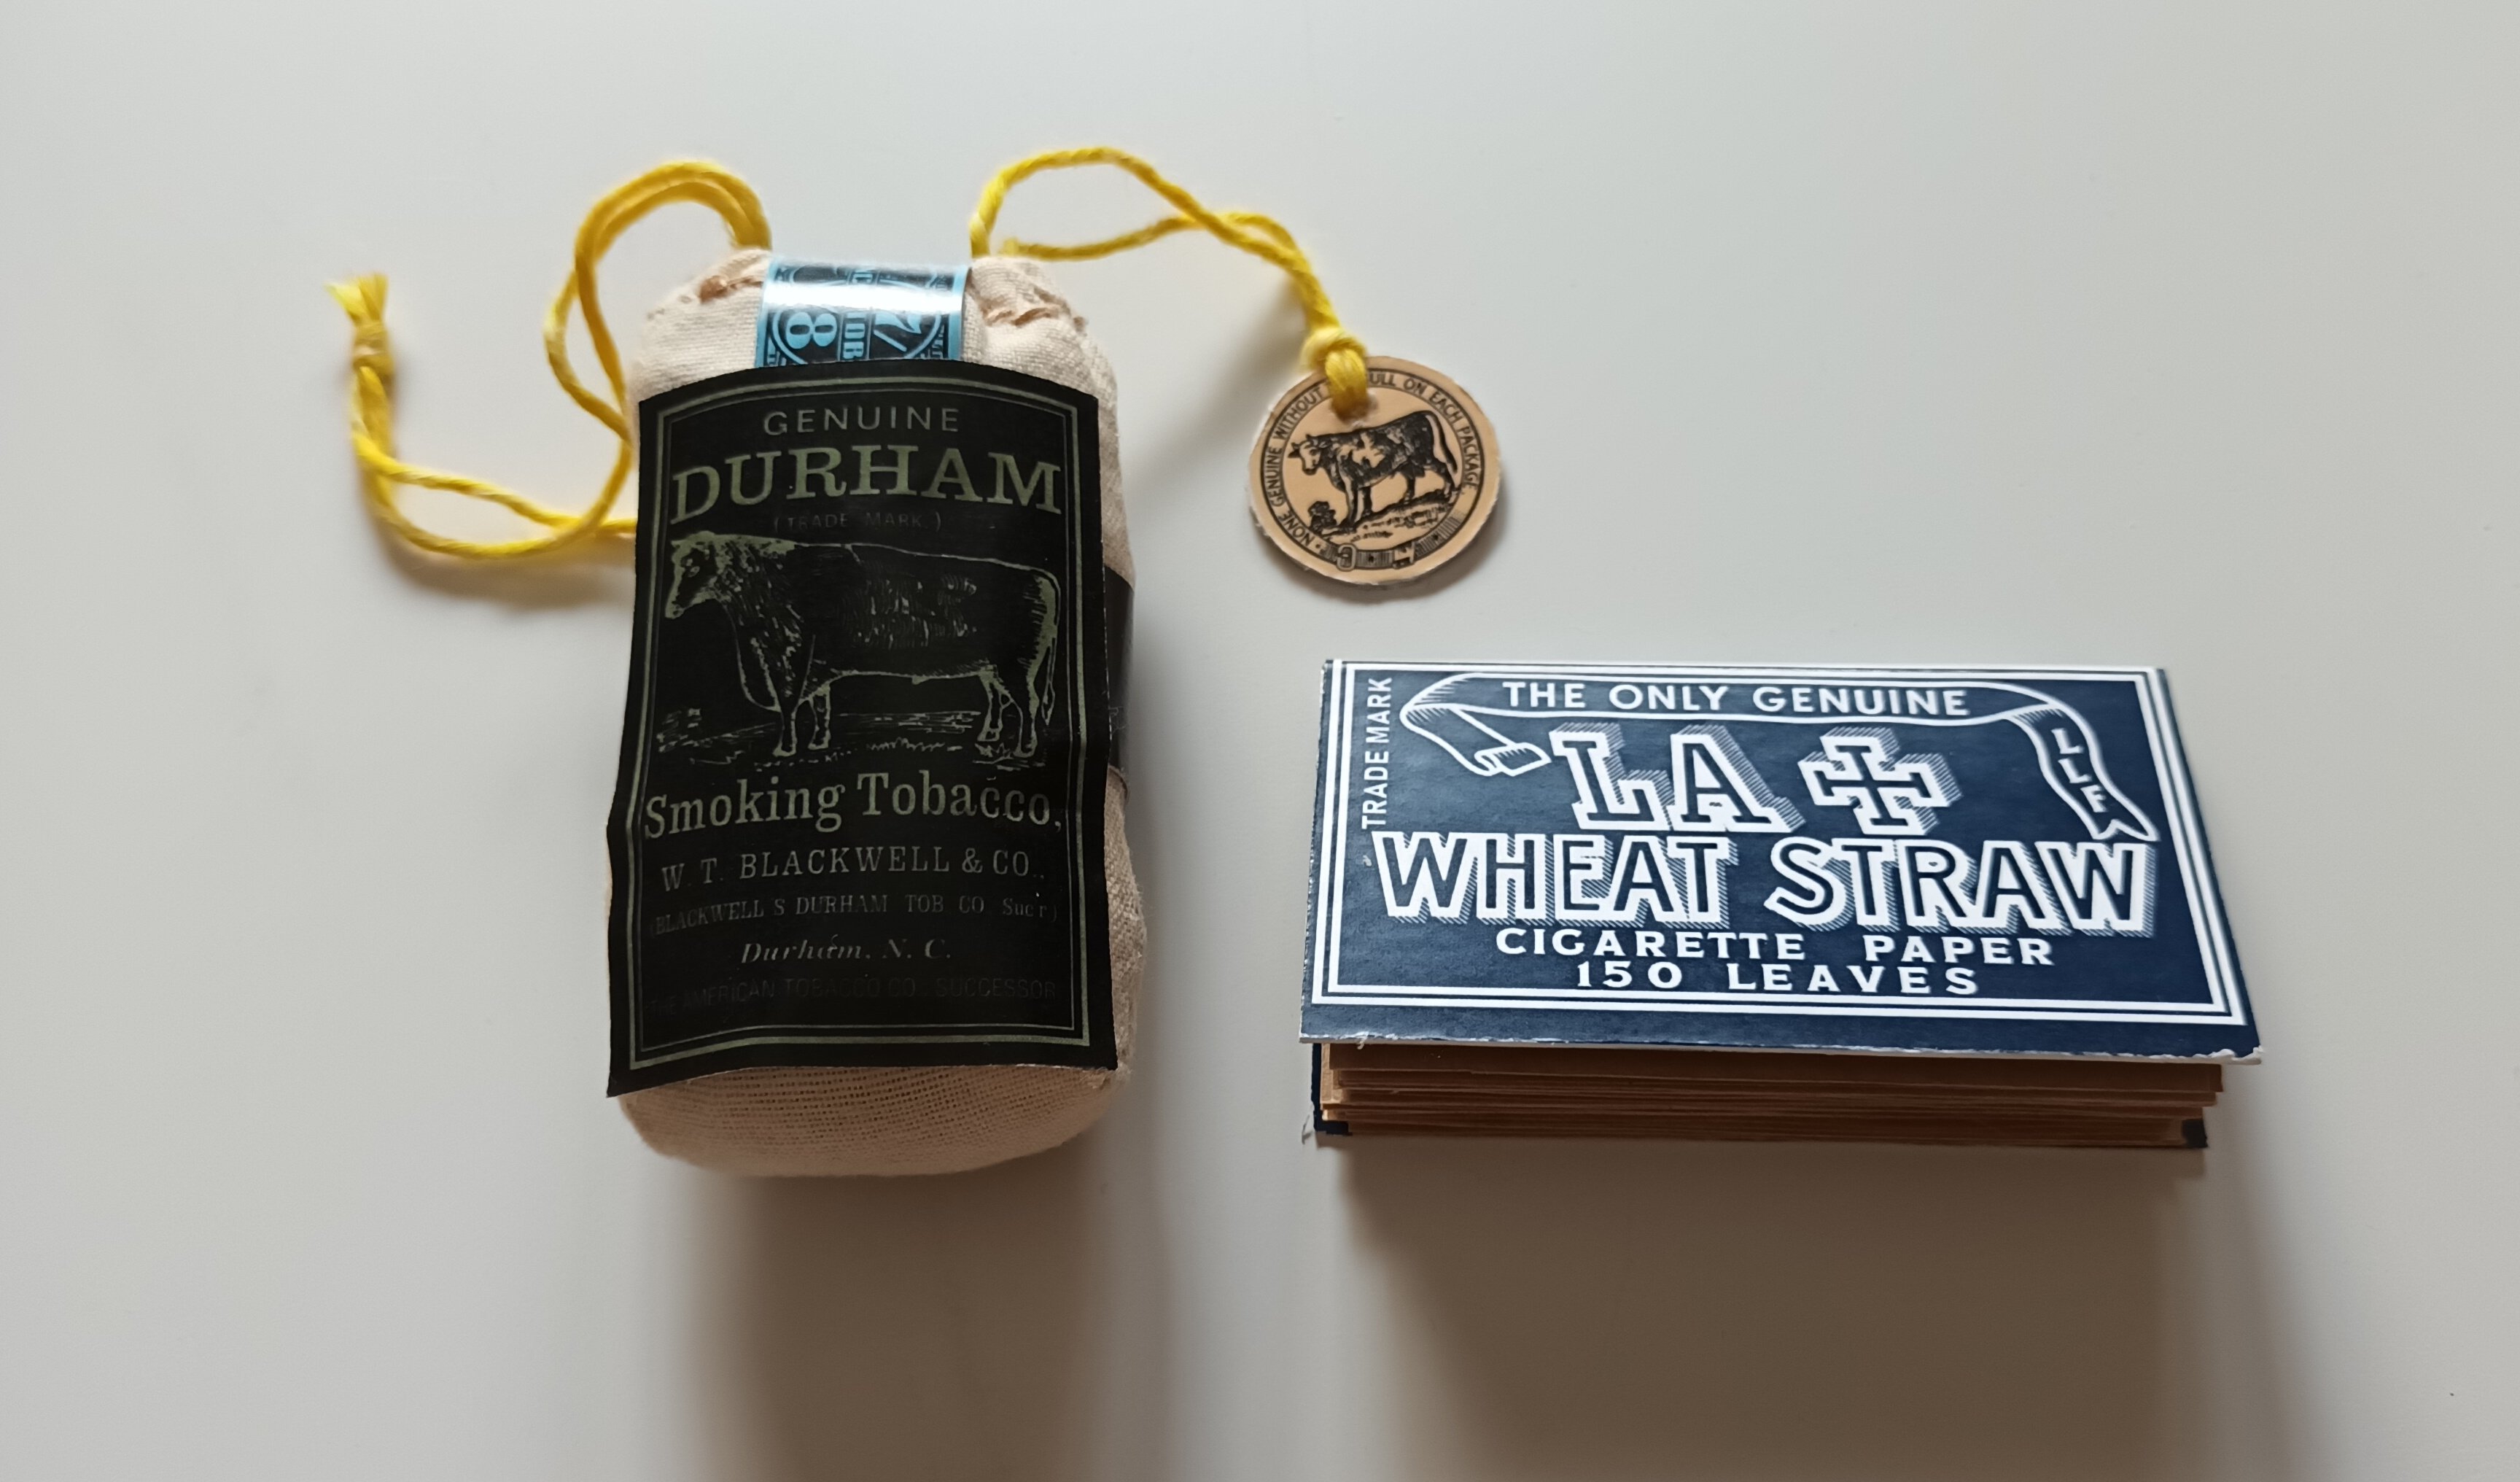 GENUINE
DURHAM
(TRADE MARK.)
Smoking Tobacco,
W. T. BLACKWELL & CO.,
(BLACKWELL S DURHAM TOB CO Suc r)
Durham, N. C.
THE AMERICAN TOBACCO CO SUCCESSOR
NONE GENUINE WITHOUT BULL ON EACH PACKAGE
TRADE MARK
THE ONLY GENUINE
LLF
LA
WHEAT STRAW
CIGARETTE PAPER
150 LEAVES